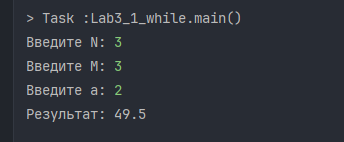 > Task :Lab3_1_while.main()
Введите N: 3
Введите M: 3
Введите a: 2
Результат: 49.5